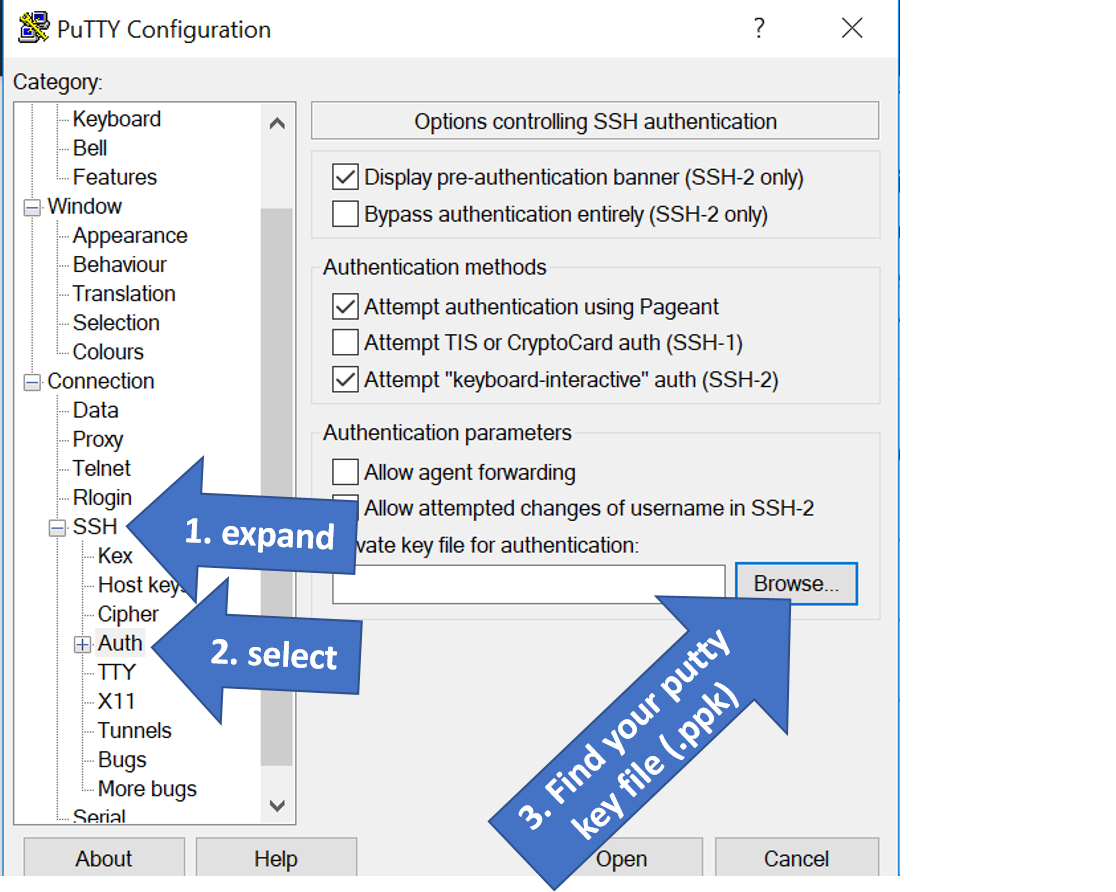 PuTTY Configuration
?
Category:
Keyboard
Bell
Features
Window
Appearance
Behaviour
Translation
Selection
Colours
Connection
Data
Proxy
Telnet
Rlogin
SSH
Kex
Host keys
Cipher
Auth
TTY
X11
Tunnels
Bugs
More bugs
Serial
Options controlling SSH authentication
Display pre-authentication banner (SSH-2 only)
Bypass authentication entirely (SSH-2 only)
Authentication methods
Attempt authentication using Pageant
Attempt TIS or CryptoCard auth (SSH-1)
Attempt "keyboard-interactive" auth (SSH-2)
Authentication parameters
Allow agent forwarding
Allow attempted changes of username in SSH-2
vate key file for authentication:
Browse...
1. expand
2. select
3. Find your putty
key file (.ppk)
About
Help
Open
Cancel